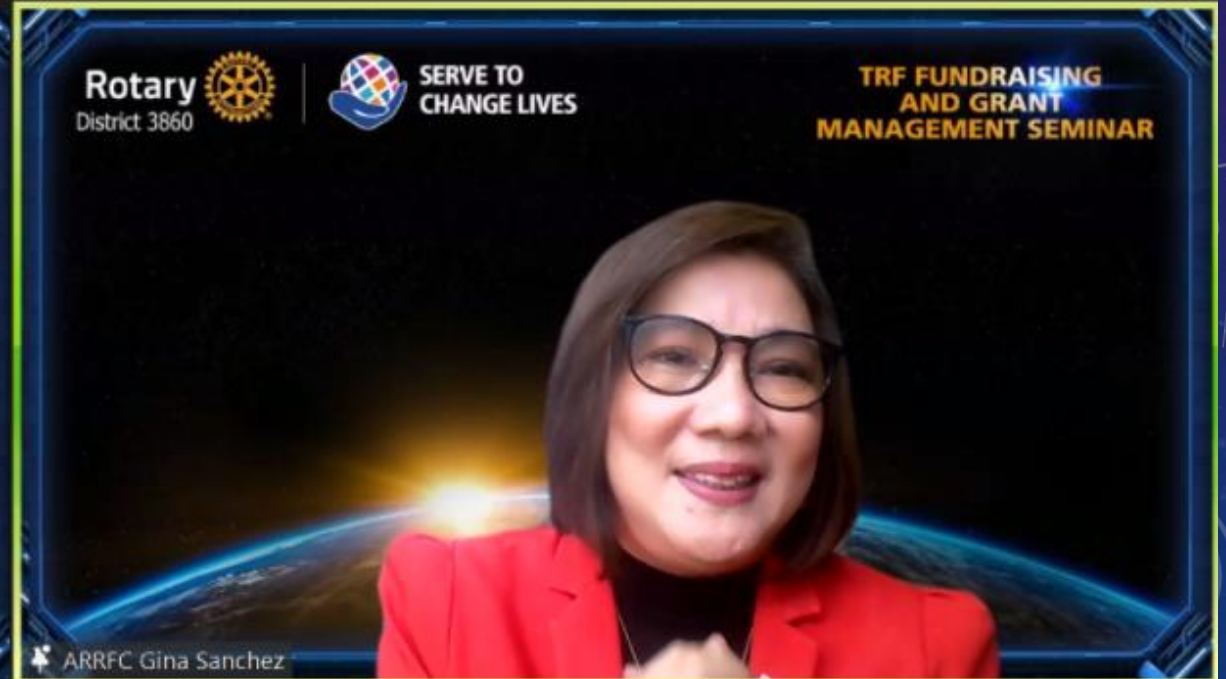 Rotary
District 3860
SERVE TO
CHANGE LIVES
TRF FUNDRAISING
AND GRANT
MANAGEMENT SEMINAR
ARRFC Gina Sanchez